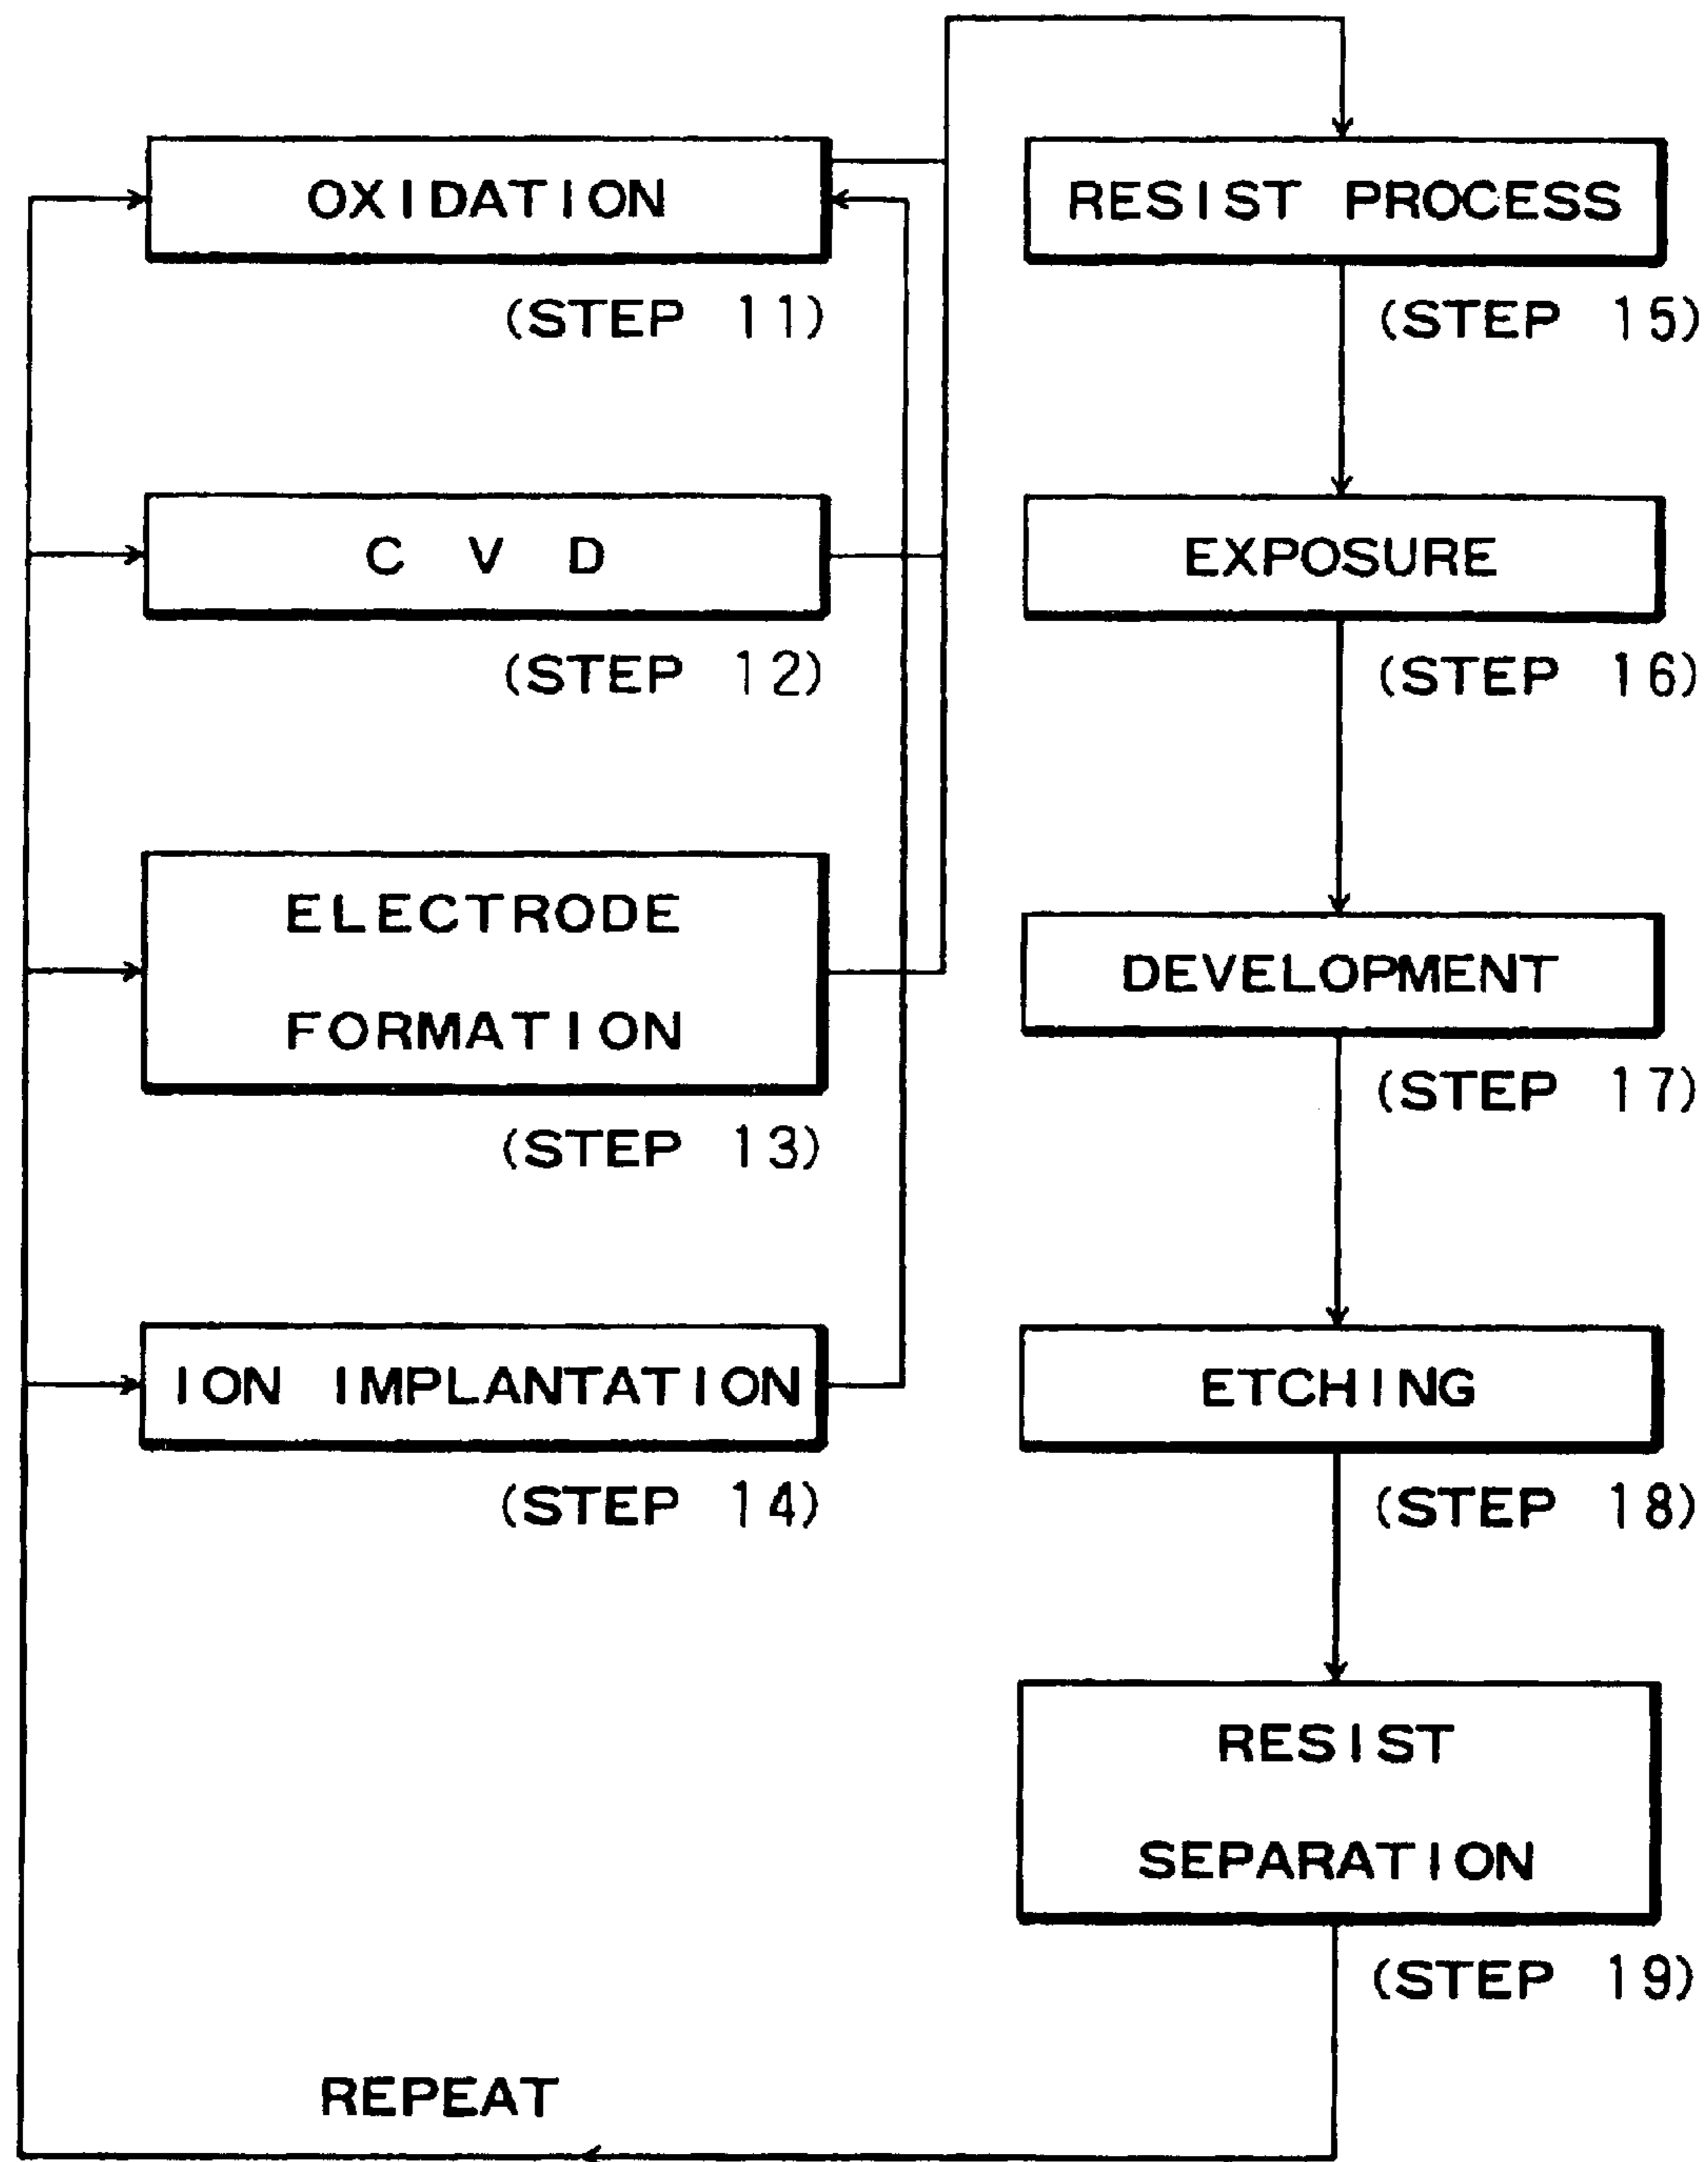 OXIDATION
(STEP 11)
C V D
(STEP 12)
ELECTRODE
FORMATION
(STEP 13)
ION IMPLANTATION
(STEP 14)
RESIST PROCESS
(STEP 15)
EXPOSURE
(STEP 16)
DEVELOPMENT
(STEP 17)
ETCHING
(STEP 18)
RESIST
SEPARATION
(STEP 19)
REPEAT